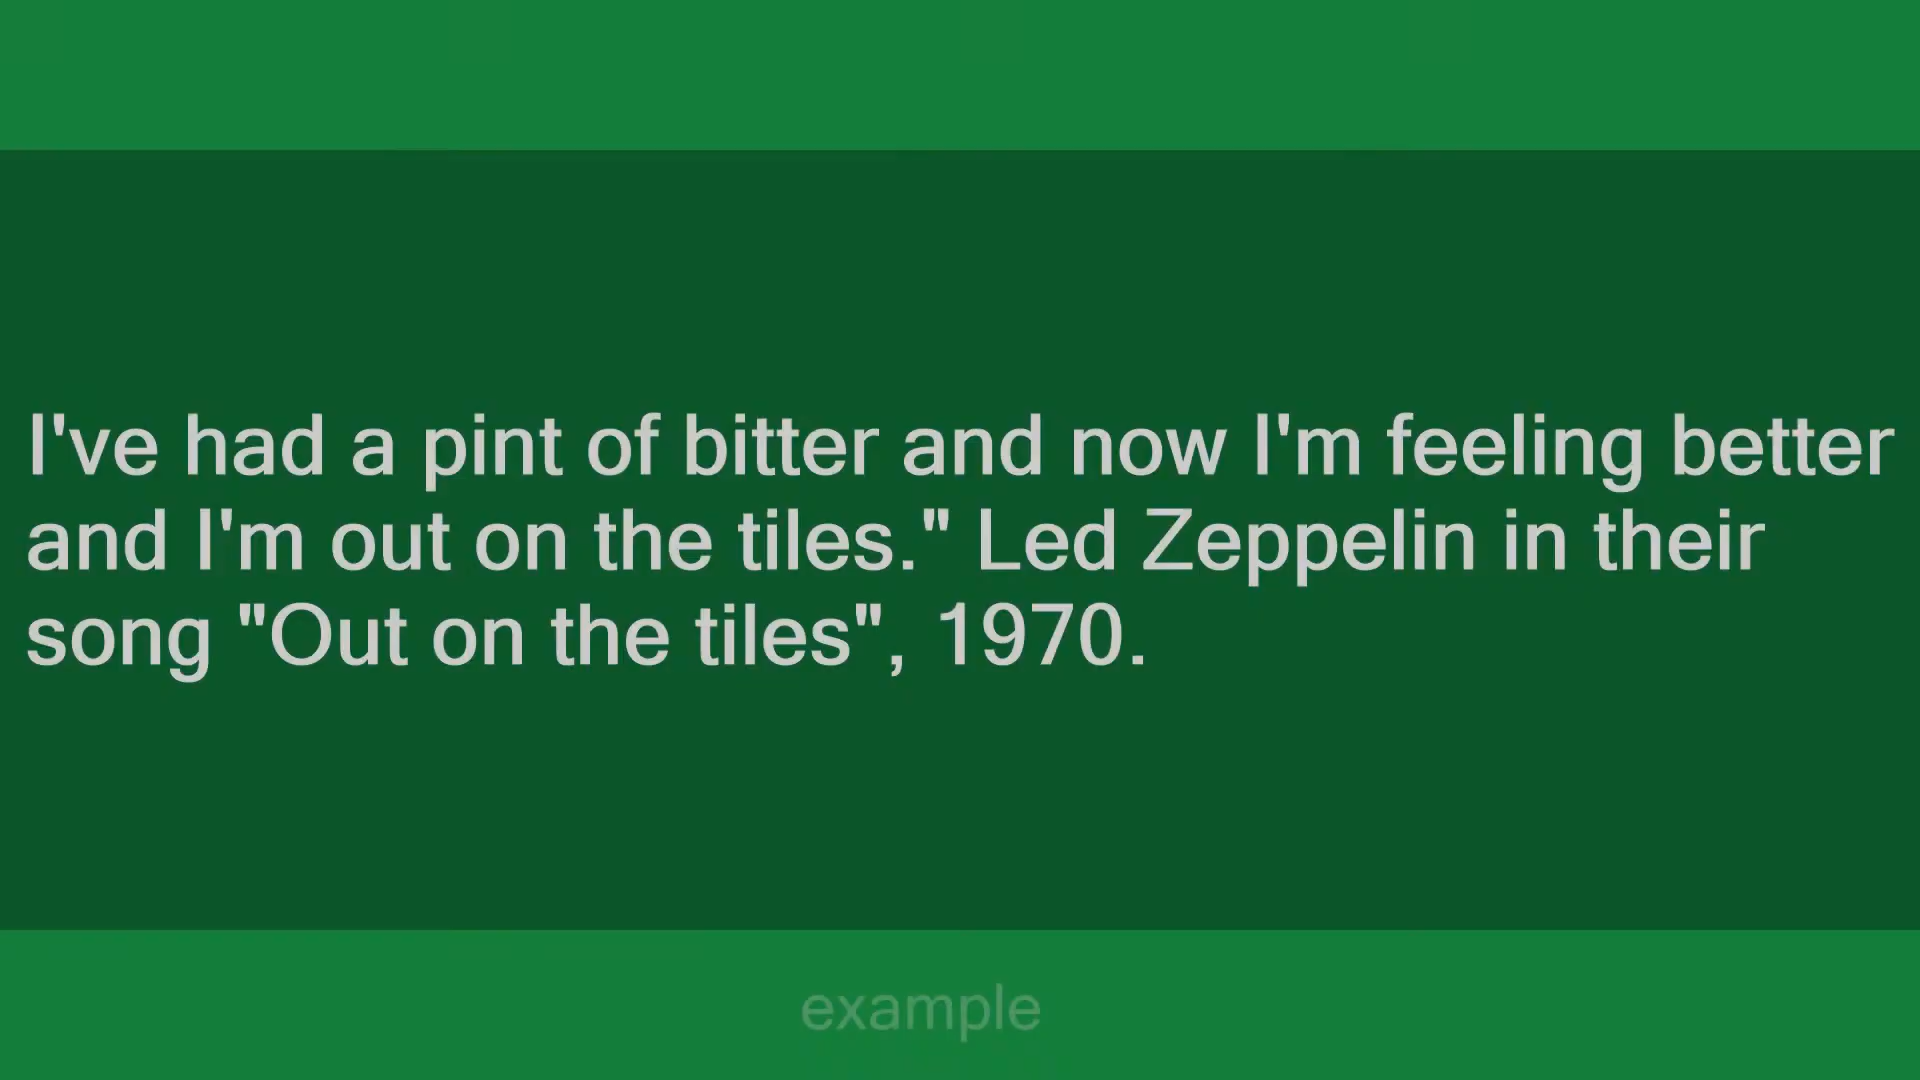 I've had a pint of bitter and now I'm feeling better
and I'm out on the tiles." Led Zeppelin in their
song "Out on the tiles", 1970.
example